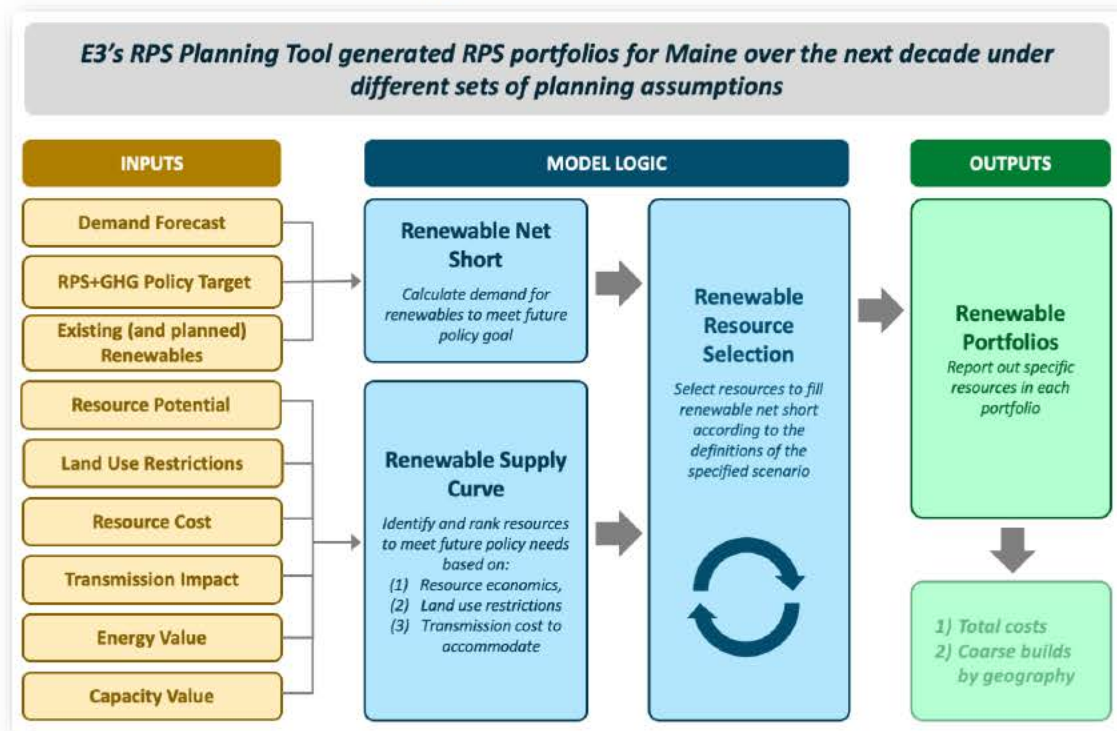 E3's RPS Planning Tool generated RPS portfolios for Maine over the next decade under
different sets of planning assumptions
INPUTS
Demand Forecast
RPS+GHG Policy Target
Existing (and planned)
Renewables
Resource Potential
Land Use Restrictions
Resource Cost
Transmission Impact
Energy Value
Capacity Value
MODEL LOGIC
Renewable Net
Short
Calculate demand for
renewables to meet future
policy goal
Renewable Supply
Curve
Identify and rank resources
to meet future policy needs
based on:
(1) Resource economics,
(2) Land use restrictions
(3) Transmission cost to
accommodate
Renewable
Resource
Selection
Select resources to fill
renewable net short
according to the
definitions of the
specified scenario
OUTPUTS
Renewable
Portfolios
Report out specific
resources in each
portfolio
1) Total costs
2) Coarse builds
by geography